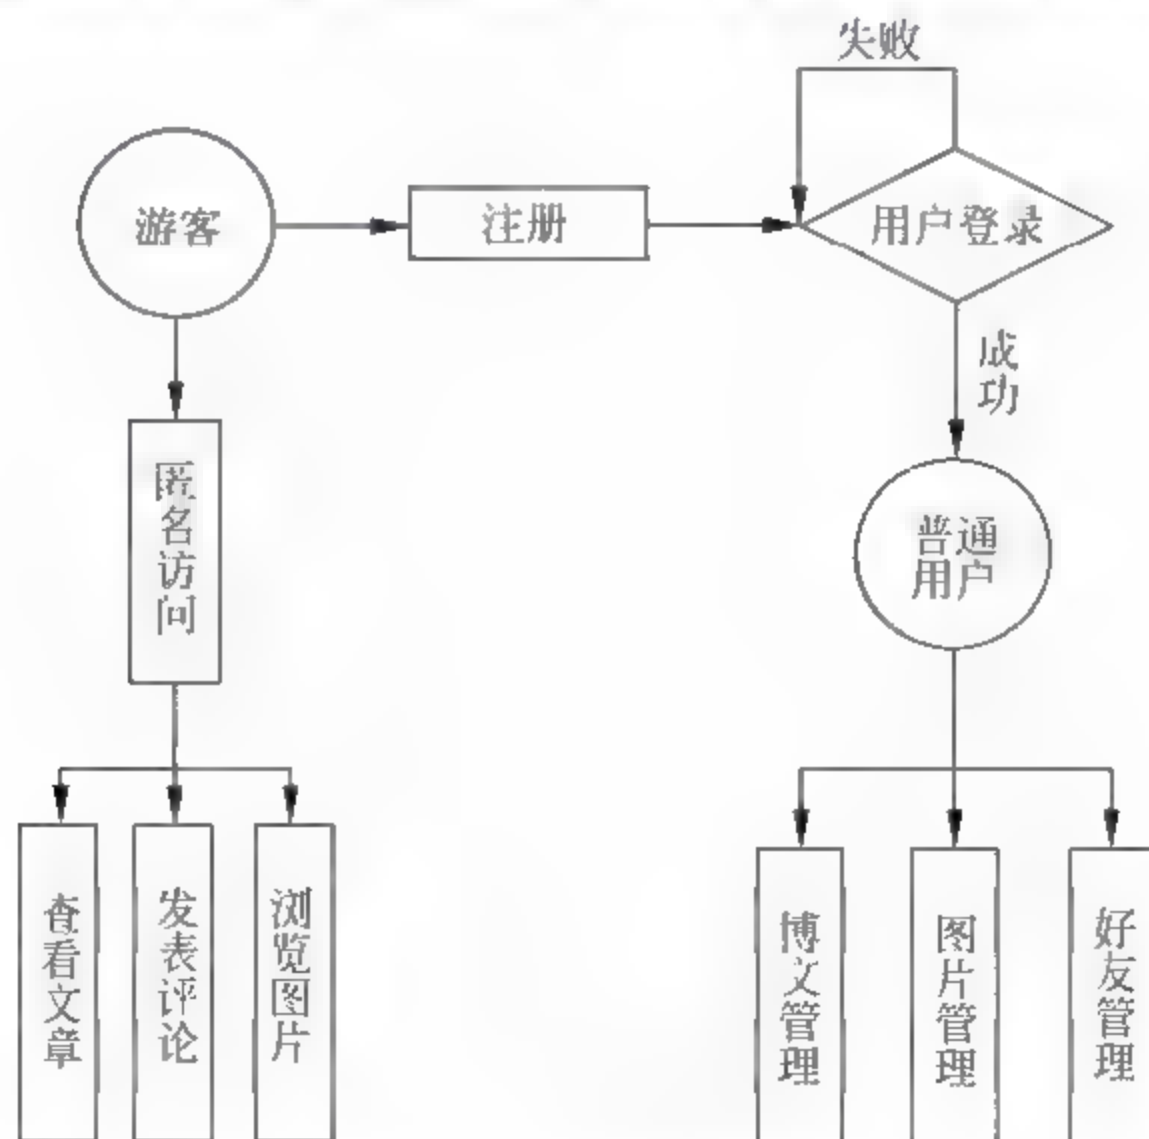 失败
游客
注册
用户登录
成功
匿名访问
普通
用户
查看文章
发表评论
浏览图片
博文管理
图片管理
好友管理